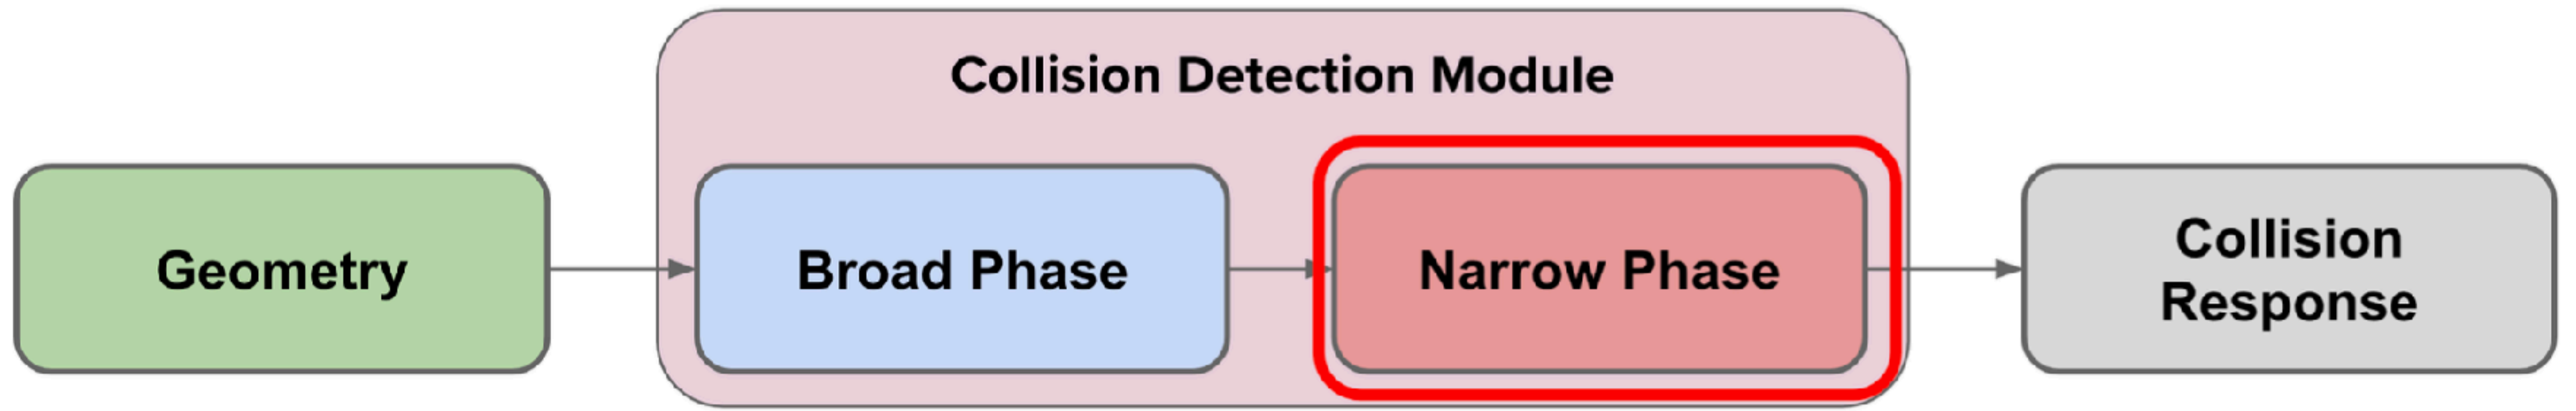 Collision Detection Module
Geometry
Broad Phase
Narrow Phase
Collision
Response